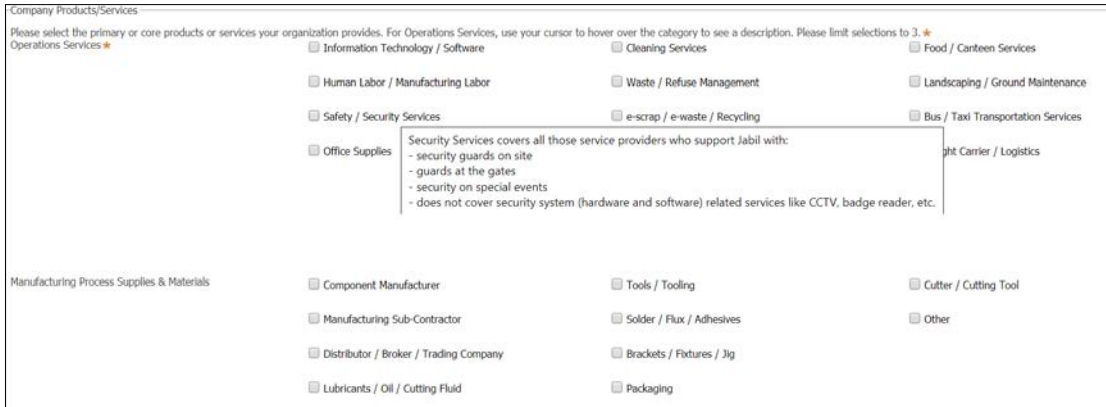 Company Products/Services
Please select the primary or core products or services your organization provides. For Operations Services, use your cursor to hover over the category to see a description. Please limit selections to 3.
Operations Services
Information Technology / Software
Cleaning Services
Food / Canteen Services
Human Labor / Manufacturing Labor
Waste / Refuse Management
Landscaping / Ground Maintenance
Safety / Security Services
e-scrap / e-waste / Recycling
Bus / Taxi Transportation Services
Office Supplies
Security Services covers all those service providers who support Jabil with:
- security guards on site
- guards at the gates
- security on special events
- does not cover security system (hardware and software) related services like CCTV, badge reader, etc.
Carrier / Logistics
Manufacturing Process Supplies & Materials
Component Manufacturer
Tools / Tooling
Cutter / Cutting Tool
Manufacturing Sub-Contractor
Solder / Flux / Adhesives
Other
Distributor / Broker / Trading Company
Brackets / Fixtures / Jig
Lubricants / Oil / Cutting Fluid
Packaging